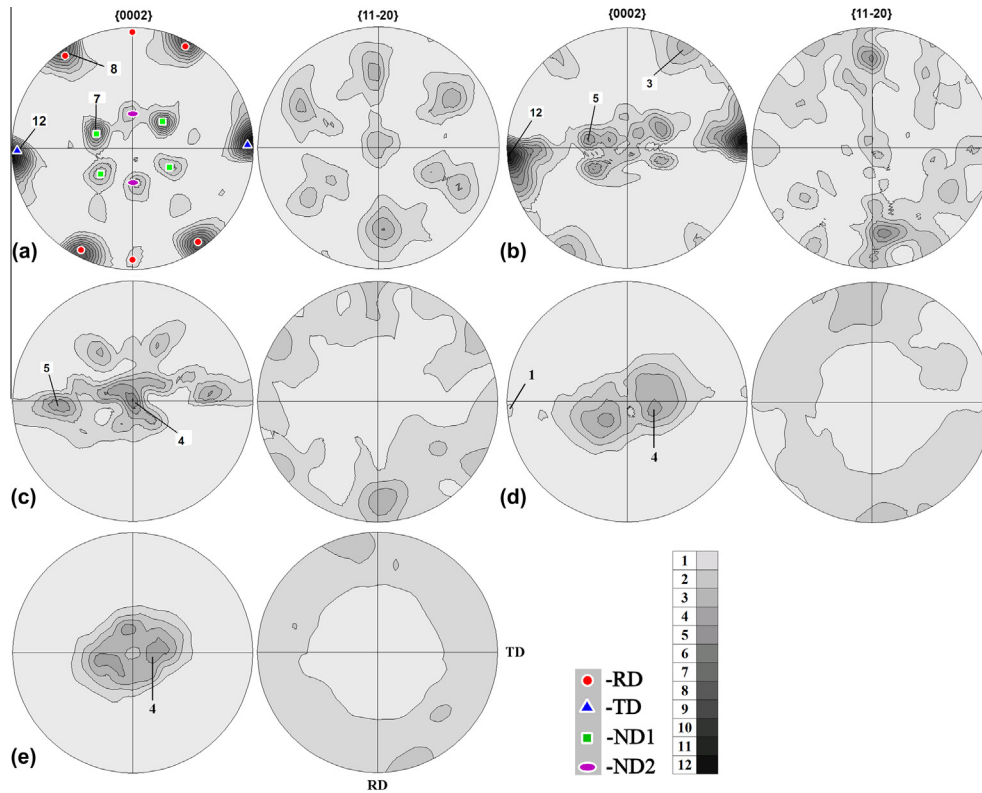 {0002} {11-20} {0002} {11-20}
8 3
7 5
12 12
(a) (b)
5 1
4 4
(c) (d)
4
(e)
TD
RD
-RD
-TD
-ND1
-ND2
1
2
3
4
5
6
7
8
9
10
11
12